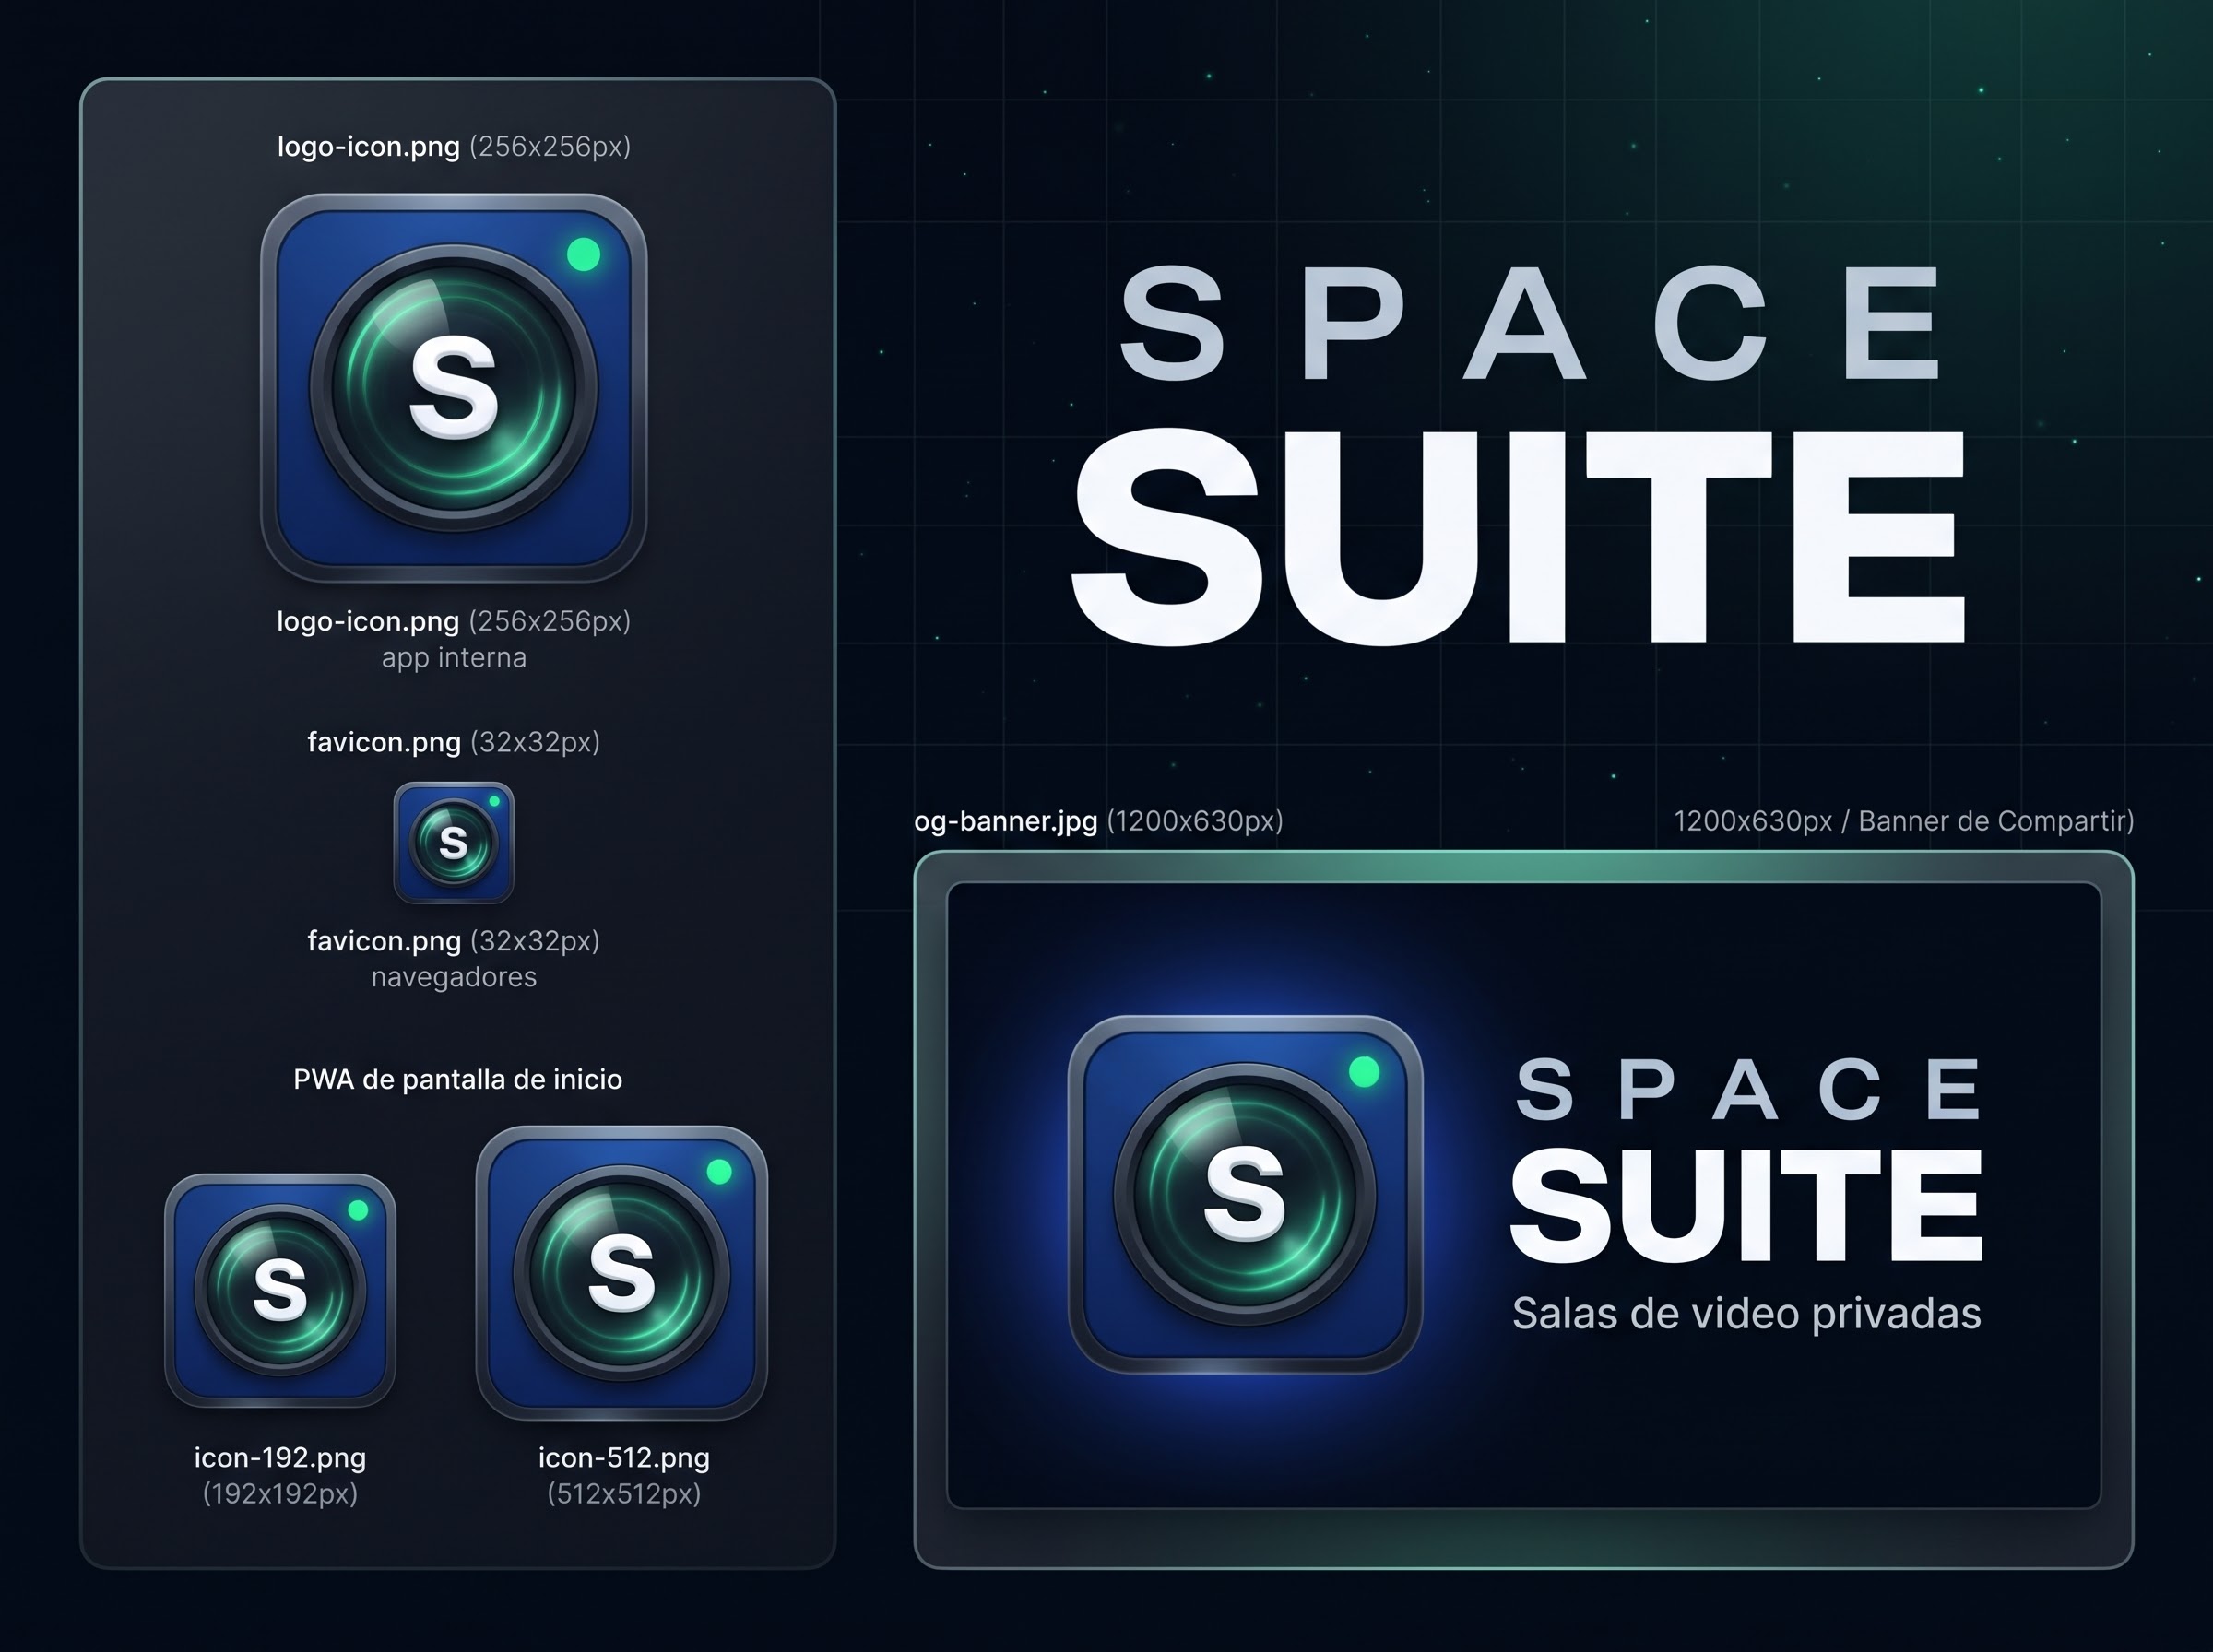 logo-icon.png (256x256px)
S
logo-icon.png (256x256px)
app interna
favicon.png (32x32px)
S
favicon.png (32x32px)
navegadores
PWA de pantalla de inicio
S
S
icon-192.png
(192x192px)
icon-512.png
(512x512px)
SPACE
SUITE
og-banner.jpg (1200x630px)
1200x630px / Banner de Compartir)
S
SPACE
SUITE
Salas de video privadas